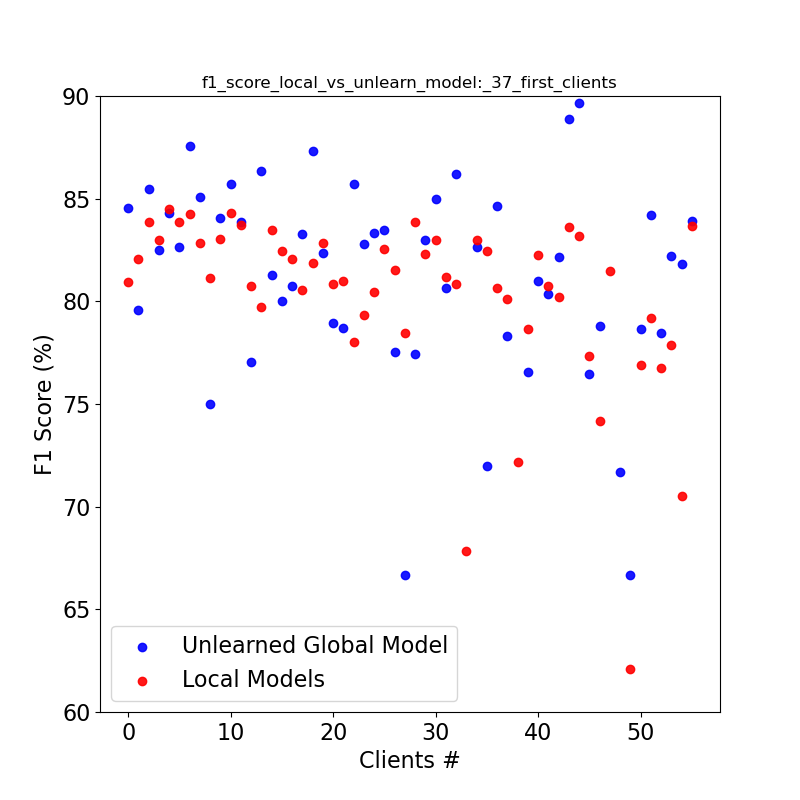 f1_score_local_vs_unlearn_model:_37_first_clients
90
85
80
75
70
65
60
F1 Score (%)
Unlearned Global Model
Local Models
0 10 20 30 40 50
Clients #